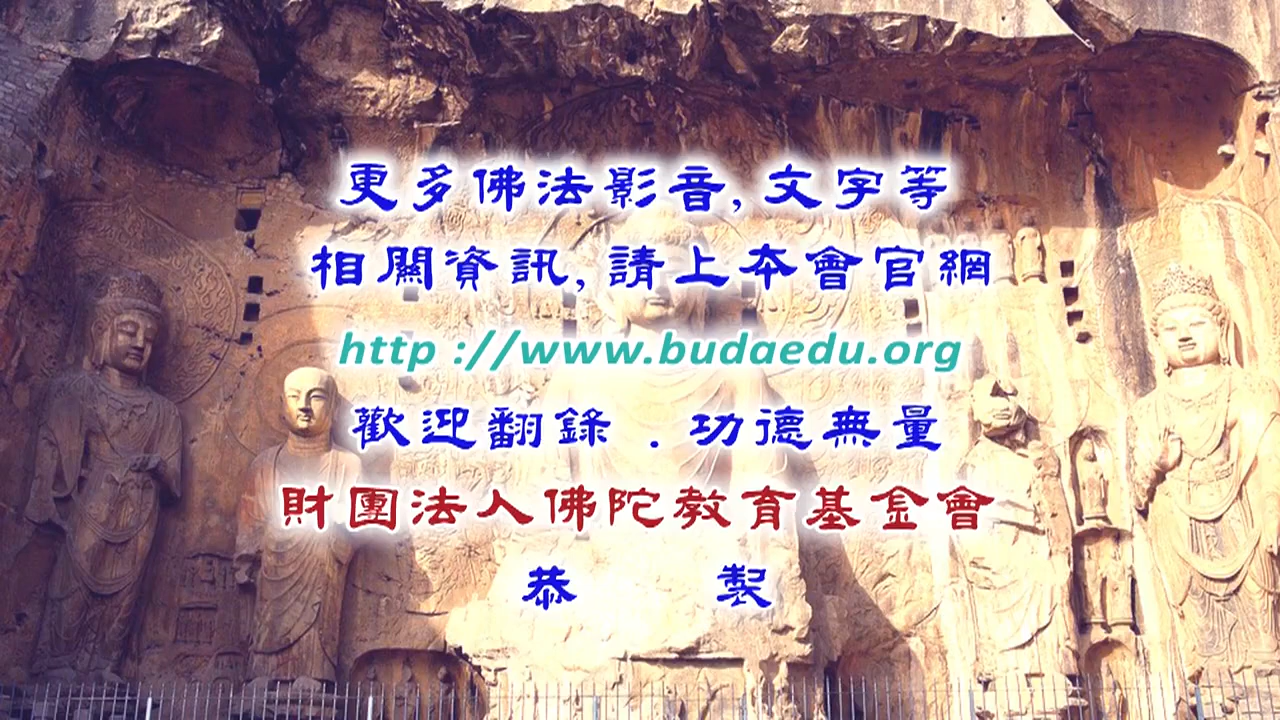 更多佛法影音,文字等
相關資訊,請上本會官網
http ://www.budaedu.org
歡迎翻錄 . 功德無量
財團法人佛陀教育基金會
恭 製